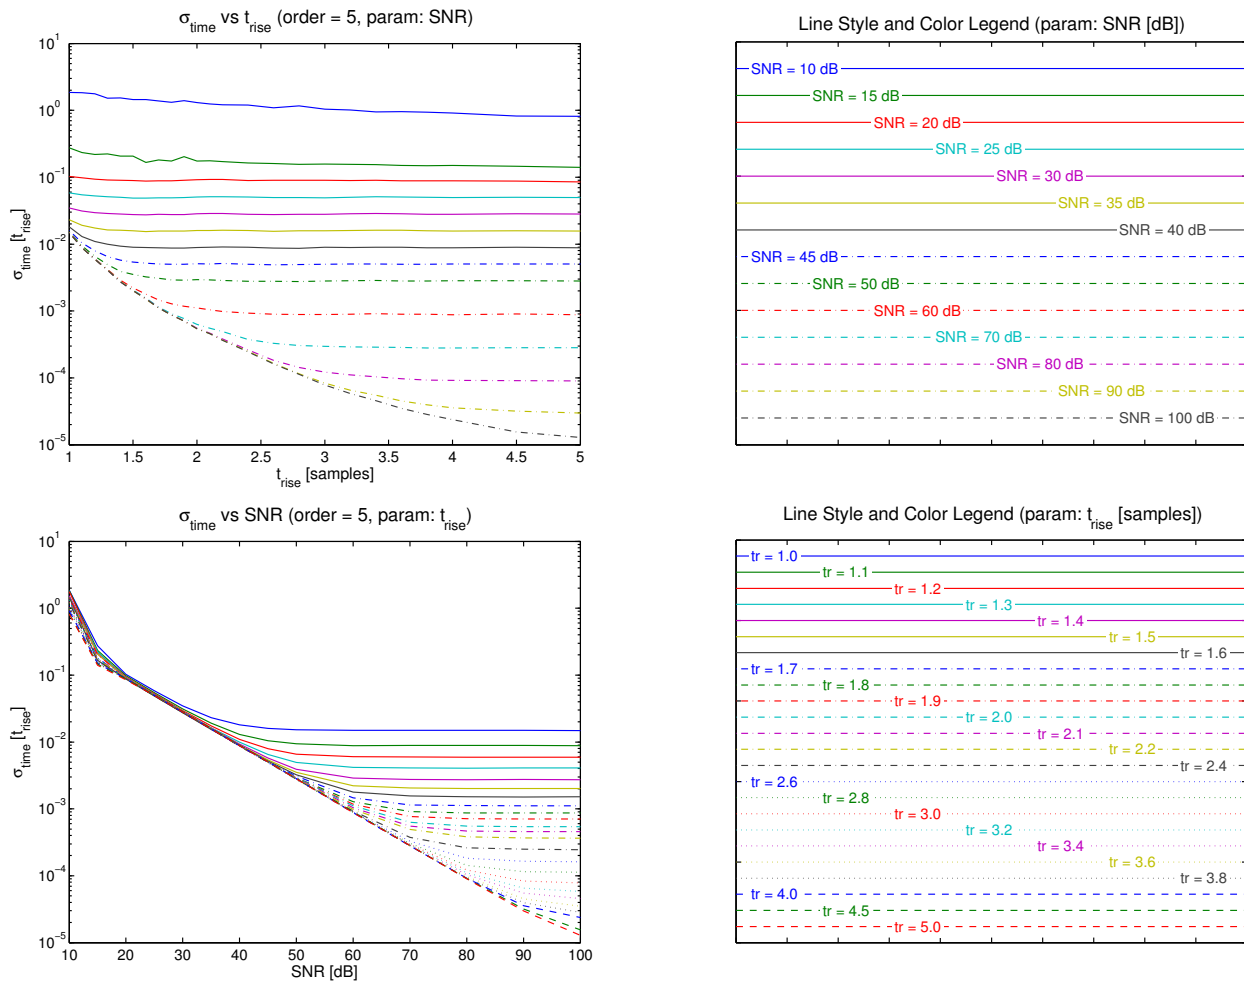 σtime vs trise (order = 5, param: SNR)
10^1
10^0
10^−1
10^−2
10^−3
10^−4
10^−5
σtime [trise]
1 1.5 2 2.5 3 3.5 4 4.5 5
trise [samples]
Line Style and Color Legend (param: SNR [dB])
SNR = 10 dB
SNR = 15 dB
SNR = 20 dB
SNR = 25 dB
SNR = 30 dB
SNR = 35 dB
SNR = 40 dB
SNR = 45 dB
SNR = 50 dB
SNR = 60 dB
SNR = 70 dB
SNR = 80 dB
SNR = 90 dB
SNR = 100 dB
σtime vs SNR (order = 5, param: trise)
10^1
10^0
10^−1
10^−2
10^−3
10^−4
10^−5
σtime [trise]
10 20 30 40 50 60 70 80 90 100
SNR [dB]
Line Style and Color Legend (param: trise [samples])
tr = 1.0
tr = 1.1
tr = 1.2
tr = 1.3
tr = 1.4
tr = 1.5
tr = 1.6
tr = 1.7
tr = 1.8
tr = 1.9
tr = 2.0
tr = 2.1
tr = 2.2
tr = 2.4
tr = 2.6
tr = 2.8
tr = 3.0
tr = 3.2
tr = 3.4
tr = 3.6
tr = 3.8
tr = 4.0
tr = 4.5
tr = 5.0